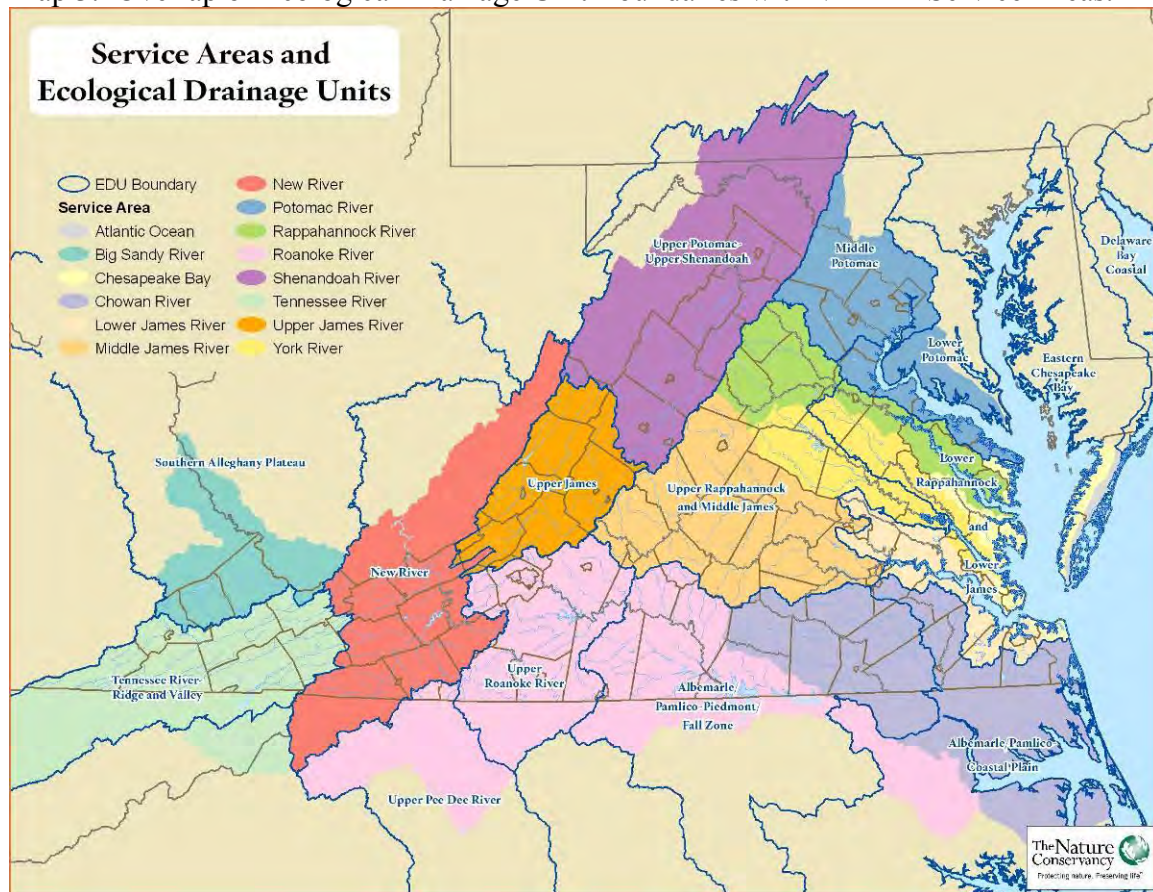 Service Areas and
Ecological Drainage Units
EDU Boundary
Service Area
Atlantic Ocean
Big Sandy River
Chesapeake Bay
Chowan River
Lower James River
Middle James River
New River
Potomac River
Rappahannock River
Roanoke River
Shenandoah River
Tennessee River
Upper James River
York River
Upper Potomac-
Upper Shenandoah
Middle
Potomac
Delaware
Bay
Coastal
Lower
Potomac
Eastern
Chesapeake
Bay
Southern Alleghany Plateau
Upper James
Upper Rappahannock
and Middle James
Lower
Rappahannock
and
Lower
James
New River
Tennessee River-
Ridge and Valley
Upper
Roanoke River
Albemarle/
Pamlico-Piedmont/
Fall Zone
Albemarle/Pamlico-
Coastal Plain
Upper Pee Dee River
The Nature
Conservancy
Protecting nature. Preserving life™